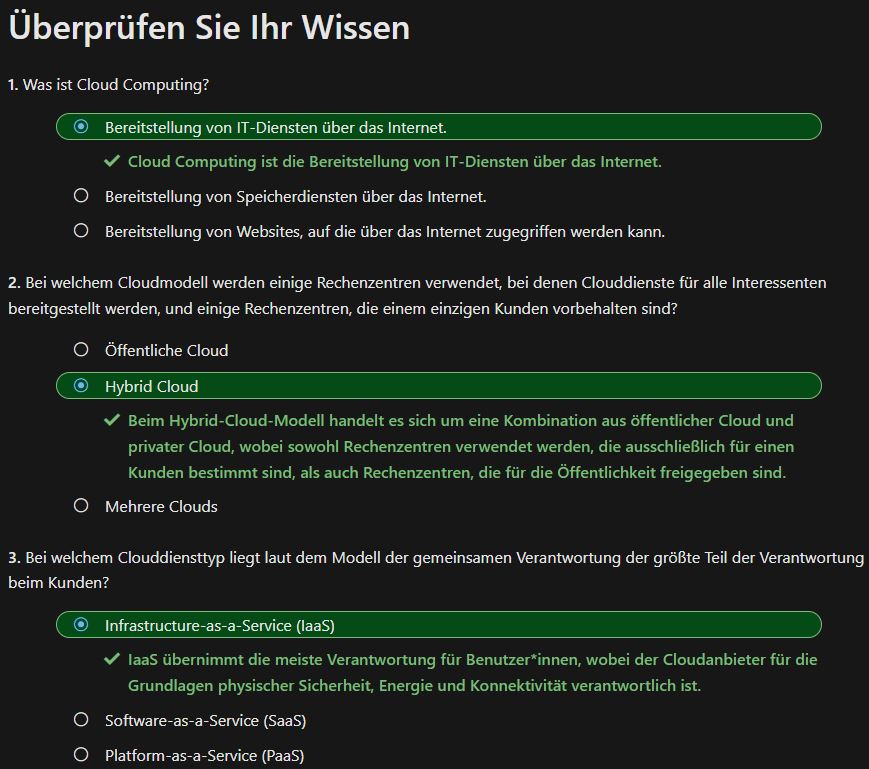 Überprüfen Sie Ihr Wissen
1. Was ist Cloud Computing?
Bereitstellung von IT-Diensten über das Internet.
Cloud Computing ist die Bereitstellung von IT-Diensten über das Internet.
Bereitstellung von Speicherdiensten über das Internet.
Bereitstellung von Websites, auf die über das Internet zugegriffen werden kann.
2. Bei welchem Cloudmodell werden einige Rechenzentren verwendet, bei denen Clouddienste für alle Interessenten
bereitgestellt werden, und einige Rechenzentren, die einem einzigen Kunden vorbehalten sind?
Öffentliche Cloud
Hybrid Cloud
Beim Hybrid-Cloud-Modell handelt es sich um eine Kombination aus öffentlicher Cloud und
privater Cloud, wobei sowohl Rechenzentren verwendet werden, die ausschließlich für einen
Kunden bestimmt sind, als auch Rechenzentren, die für die Öffentlichkeit freigegeben sind.
Mehrere Clouds
3. Bei welchem Clouddiensttyp liegt laut dem Modell der gemeinsamen Verantwortung der größte Teil der Verantwortung
beim Kunden?
Infrastructure-as-a-Service (IaaS)
IaaS übernimmt die meiste Verantwortung für Benutzer*innen, wobei der Cloudanbieter für die
Grundlagen physischer Sicherheit, Energie und Konnektivität verantwortlich ist.
Software-as-a-Service (SaaS)
Platform-as-a-Service (PaaS)